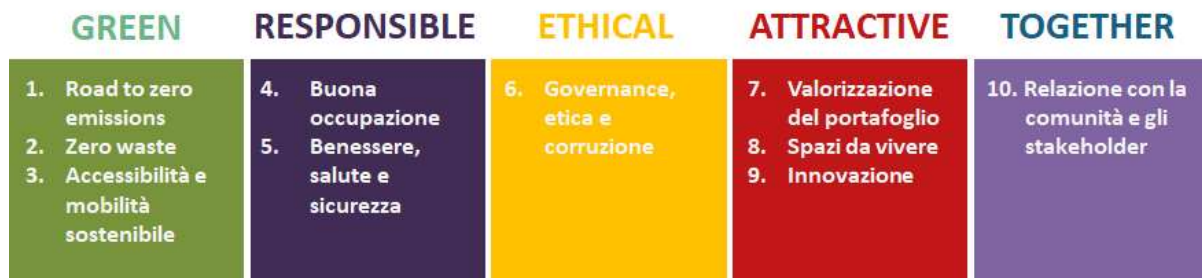 GREEN
1. Road to zero
emissions
2. Zero waste
3. Accessibilità e
mobilità
sostenibile
RESPONSIBLE
4. Buona
occupazione
5. Benessere,
salute e
sicurezza
ETHICAL
6. Governance,
etica e
corruzione
ATTRACTIVE
7. Valorizzazione
del portafoglio
8. Spazi da vivere
9. Innovazione
TOGETHER
10. Relazione con la
comunità e gli
stakeholder